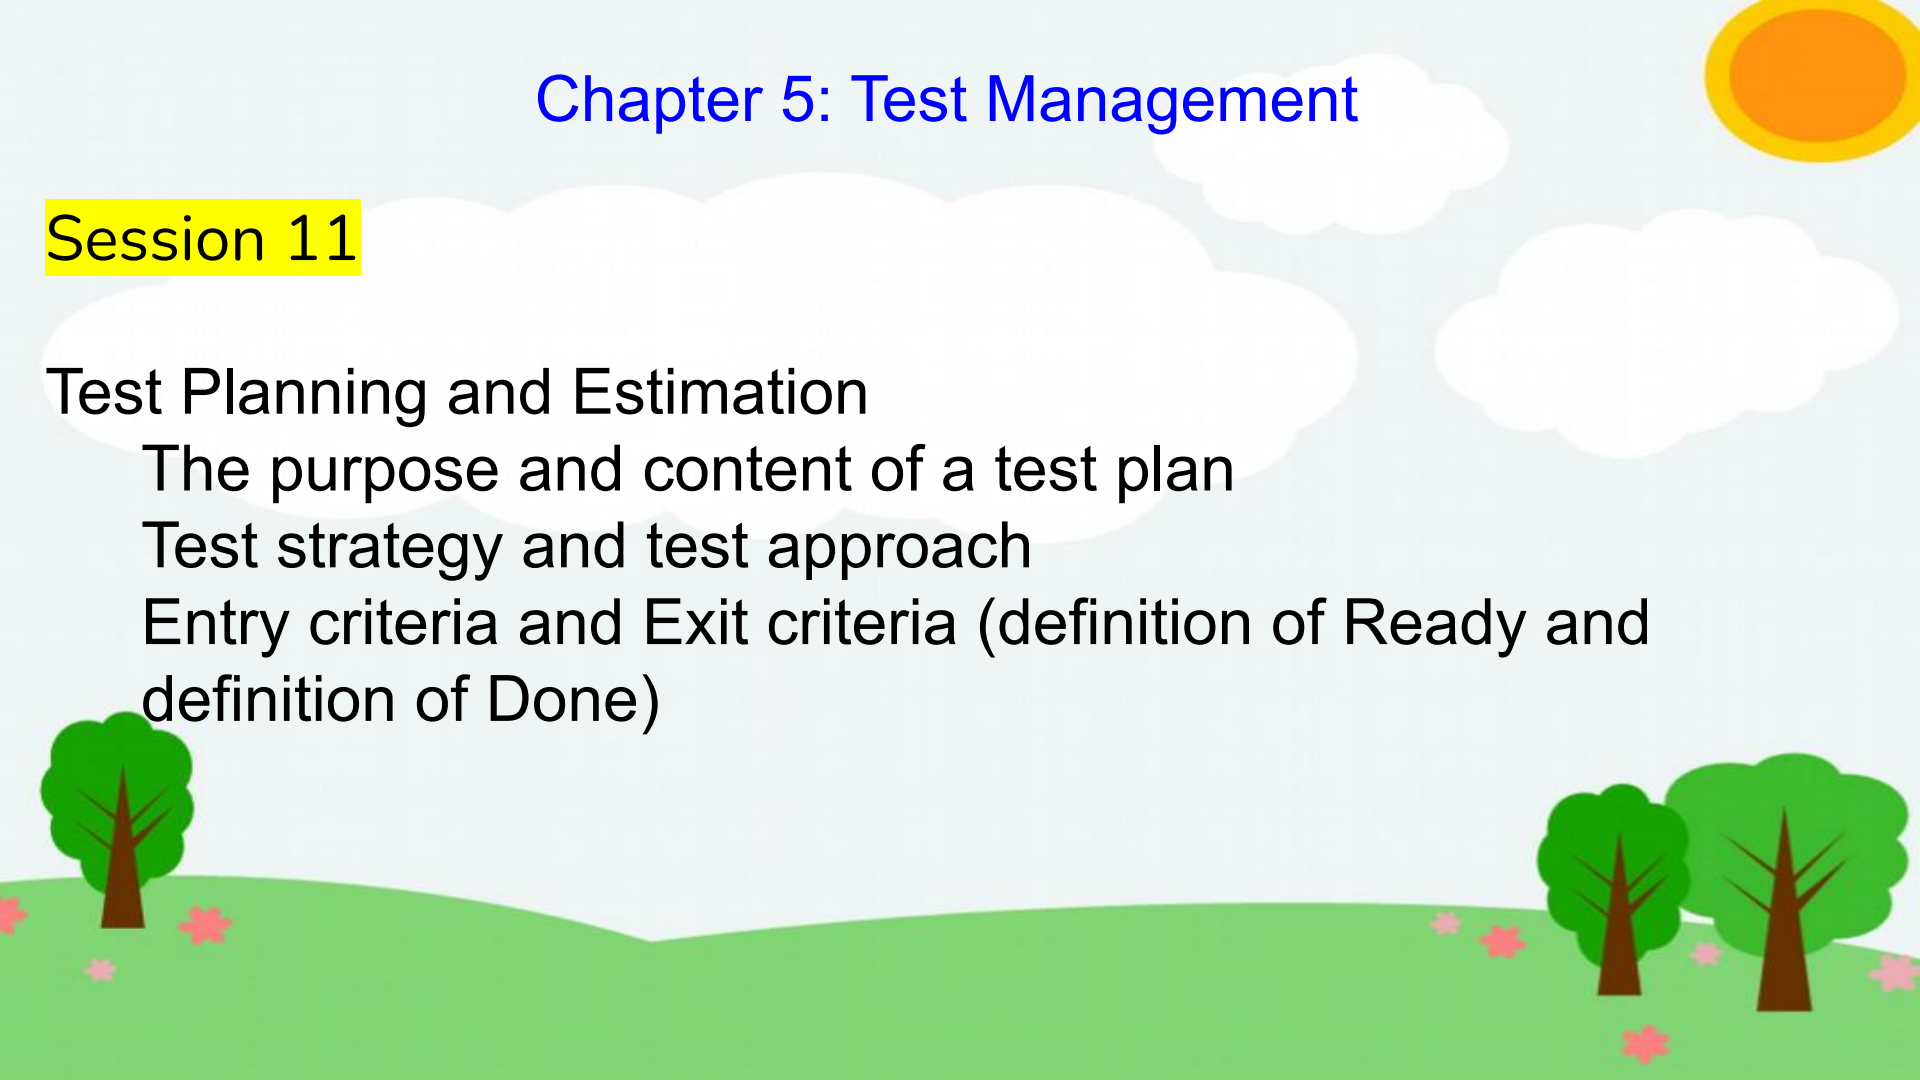 Chapter 5: Test Management
Session 11
Test Planning and Estimation
The purpose and content of a test plan
Test strategy and test approach
Entry criteria and Exit criteria (definition of Ready and
definition of Done)